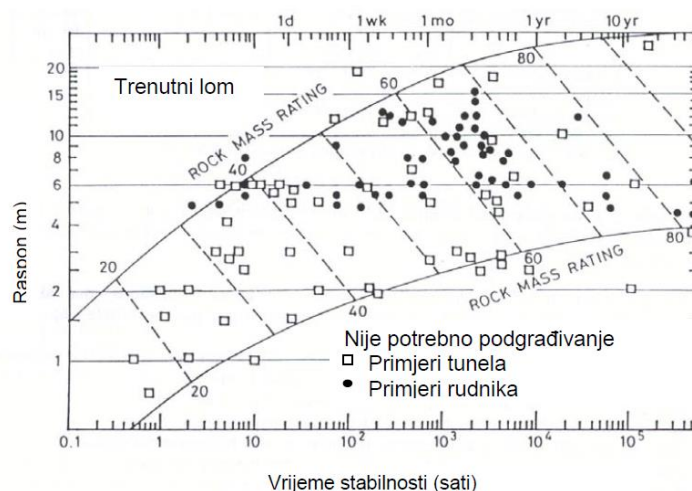 1d 1wk 1mo 1yr 10yr
Trenutni lom
ROCK MASS RATING
20
15
10
8
6
4
2
1
Raspon (m)
20
40
60
80
20
40
60
80
ROCK MASS RATING
Nije potrebno podgrađivanje
Primjeri tunela
Primjeri rudnika
0.1 1 10 10² 10³ 10⁴ 10⁵
Vrijeme stabilnosti (sati)